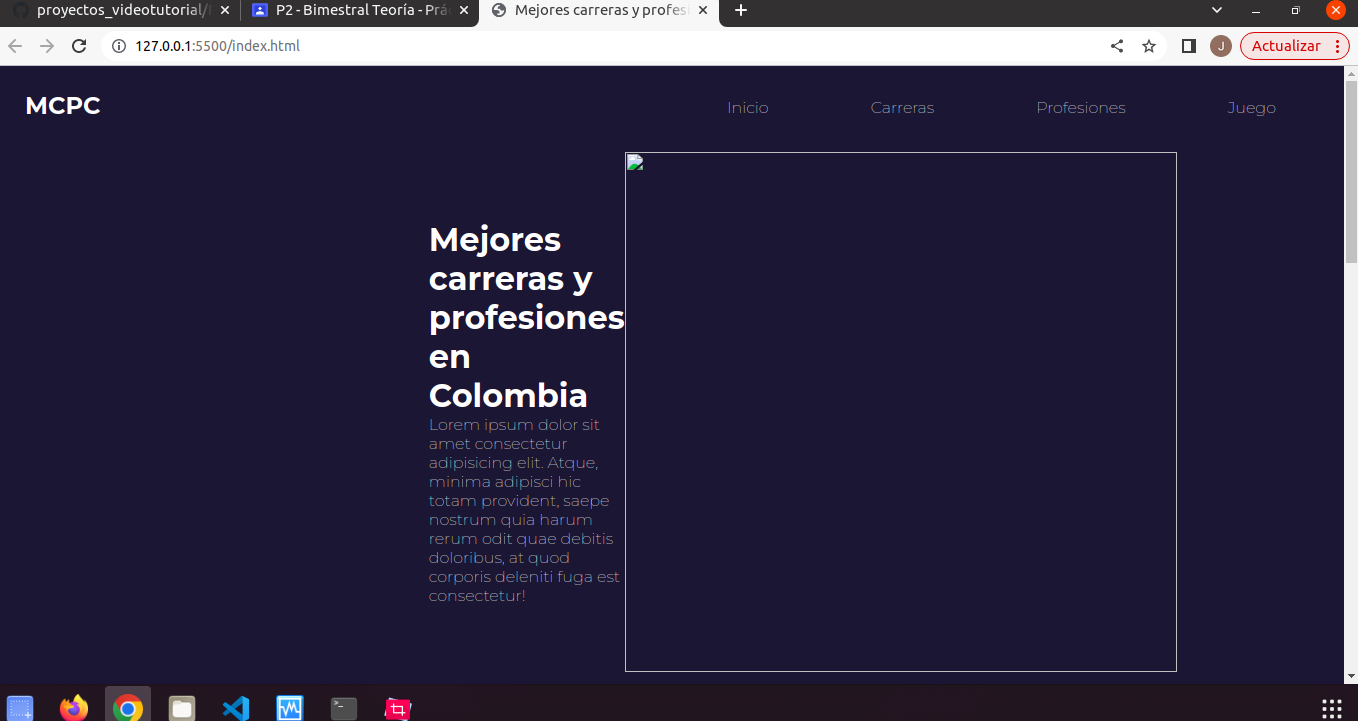 proyectos_videotutorial/
P2 - Bimestral Teoría - Prá
Mejores carreras y profes
127.0.0.1:5500/index.html
J
Actualizar
MCPC
Inicio
Carreras
Profesiones
Juego
Mejores
carreras y
profesiones
en
Colombia
Lorem ipsum dolor sit
amet consectetur
adipisicing elit. Atque,
minima adipisci hic
totam provident, saepe
nostrum quia harum
rerum odit quae debitis
doloribus, at quod
corporis deleniti fuga est
consectetur!